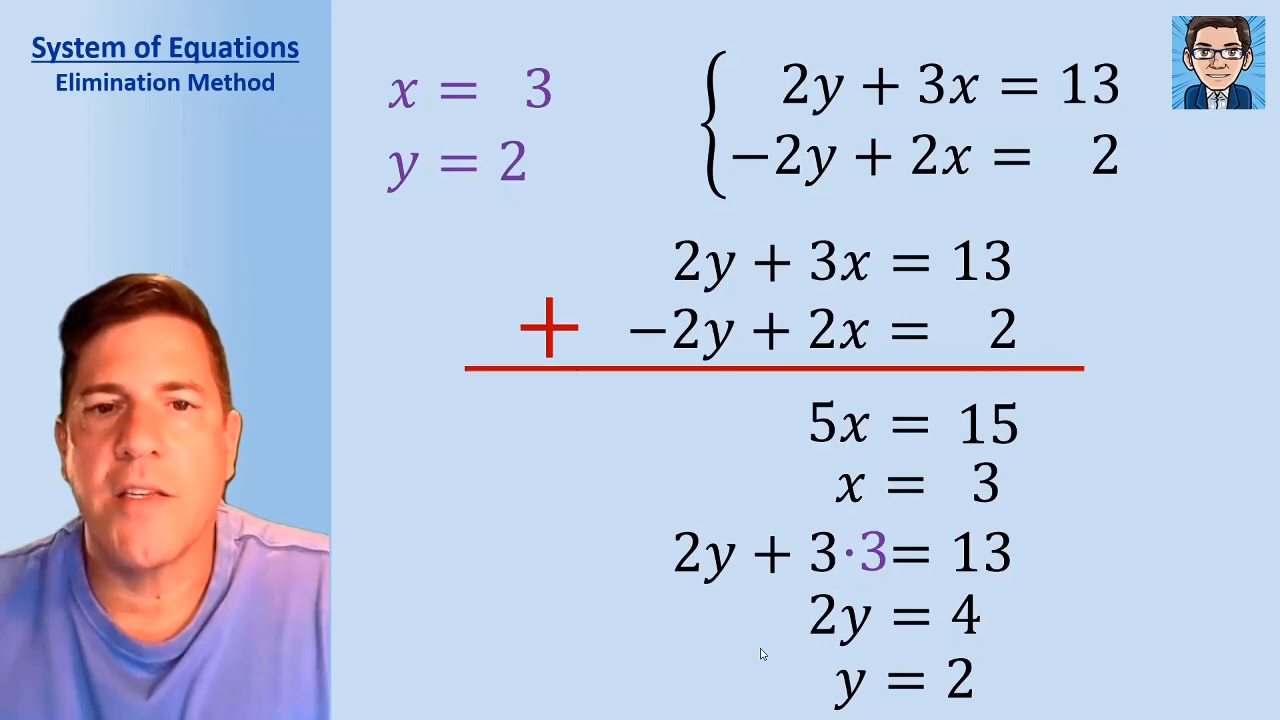 System of Equations
Elimination Method
x = 3
y = 2
2y + 3x = 13
−2y + 2x = 2
2y + 3x = 13
+ −2y + 2x = 2
5x = 15
x = 3
2y + 3·3= 13
2y = 4
y = 2